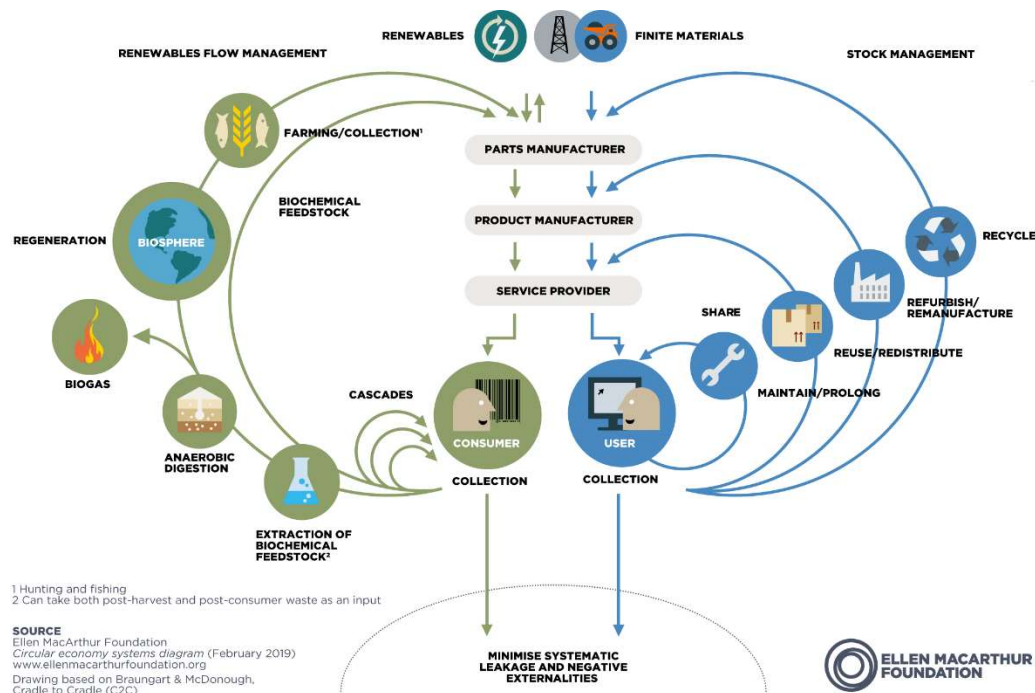 RENEWABLES
FINITE MATERIALS
RENEWABLES FLOW MANAGEMENT
STOCK MANAGEMENT
FARMING/COLLECTION¹
PARTS MANUFACTURER
BIOCHEMICAL
FEEDSTOCK
PRODUCT MANUFACTURER
REGENERATION
BIOSPHERE
RECYCLE
SERVICE PROVIDER
SHARE
REFURBISH/
REMANUFACTURE
REUSE/REDISTRIBUTE
BIOGAS
CASCADES
MAINTAIN/PROLONG
CONSUMER
USER
ANAEROBIC
DIGESTION
COLLECTION
COLLECTION
EXTRACTION OF
BIOCHEMICAL
FEEDSTOCK²
1 Hunting and fishing
2 Can take both post-harvest and post-consumer waste as an input
SOURCE
Ellen MacArthur Foundation
Circular economy systems diagram (February 2019)
www.ellenmacarthurfoundation.org
Drawing based on Braungart & McDonough,
Cradle to Cradle (C2C)
MINIMISE SYSTEMATIC
LEAKAGE AND NEGATIVE
EXTERNALITIES
ELLEN MACARTHUR
FOUNDATION